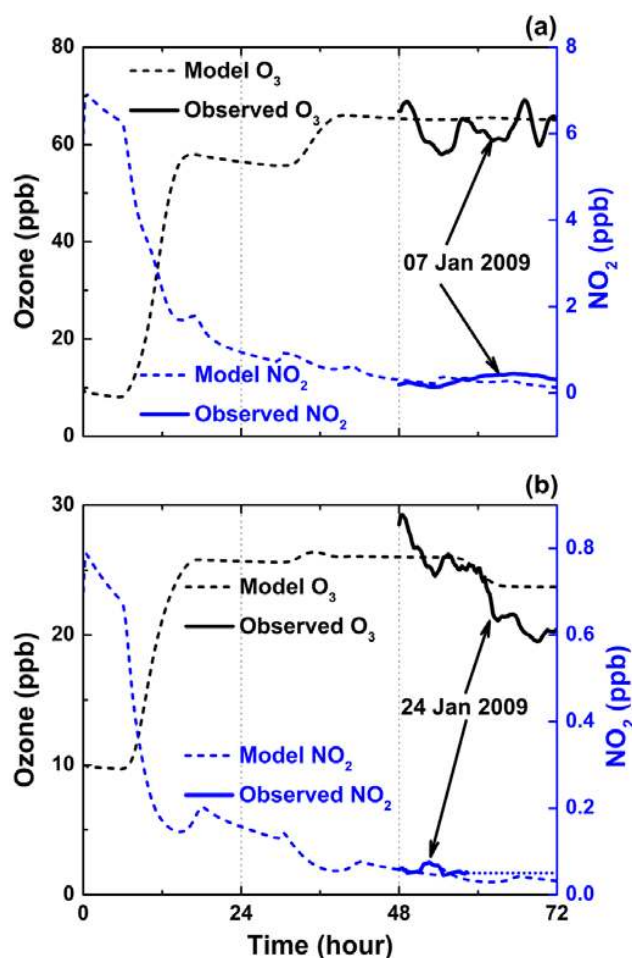 (a)
80
60
40
20
0
Ozone (ppb)
Model O₃
Observed O₃
07 Jan 2009
Model NO₂
Observed NO₂
8
6
4
2
0
NO₂ (ppb)
(b)
30
20
10
0
Ozone (ppb)
Model O₃
Observed O₃
24 Jan 2009
Model NO₂
Observed NO₂
0.8
0.6
0.4
0.2
0.0
NO₂ (ppb)
0 24 48 72
Time (hour)